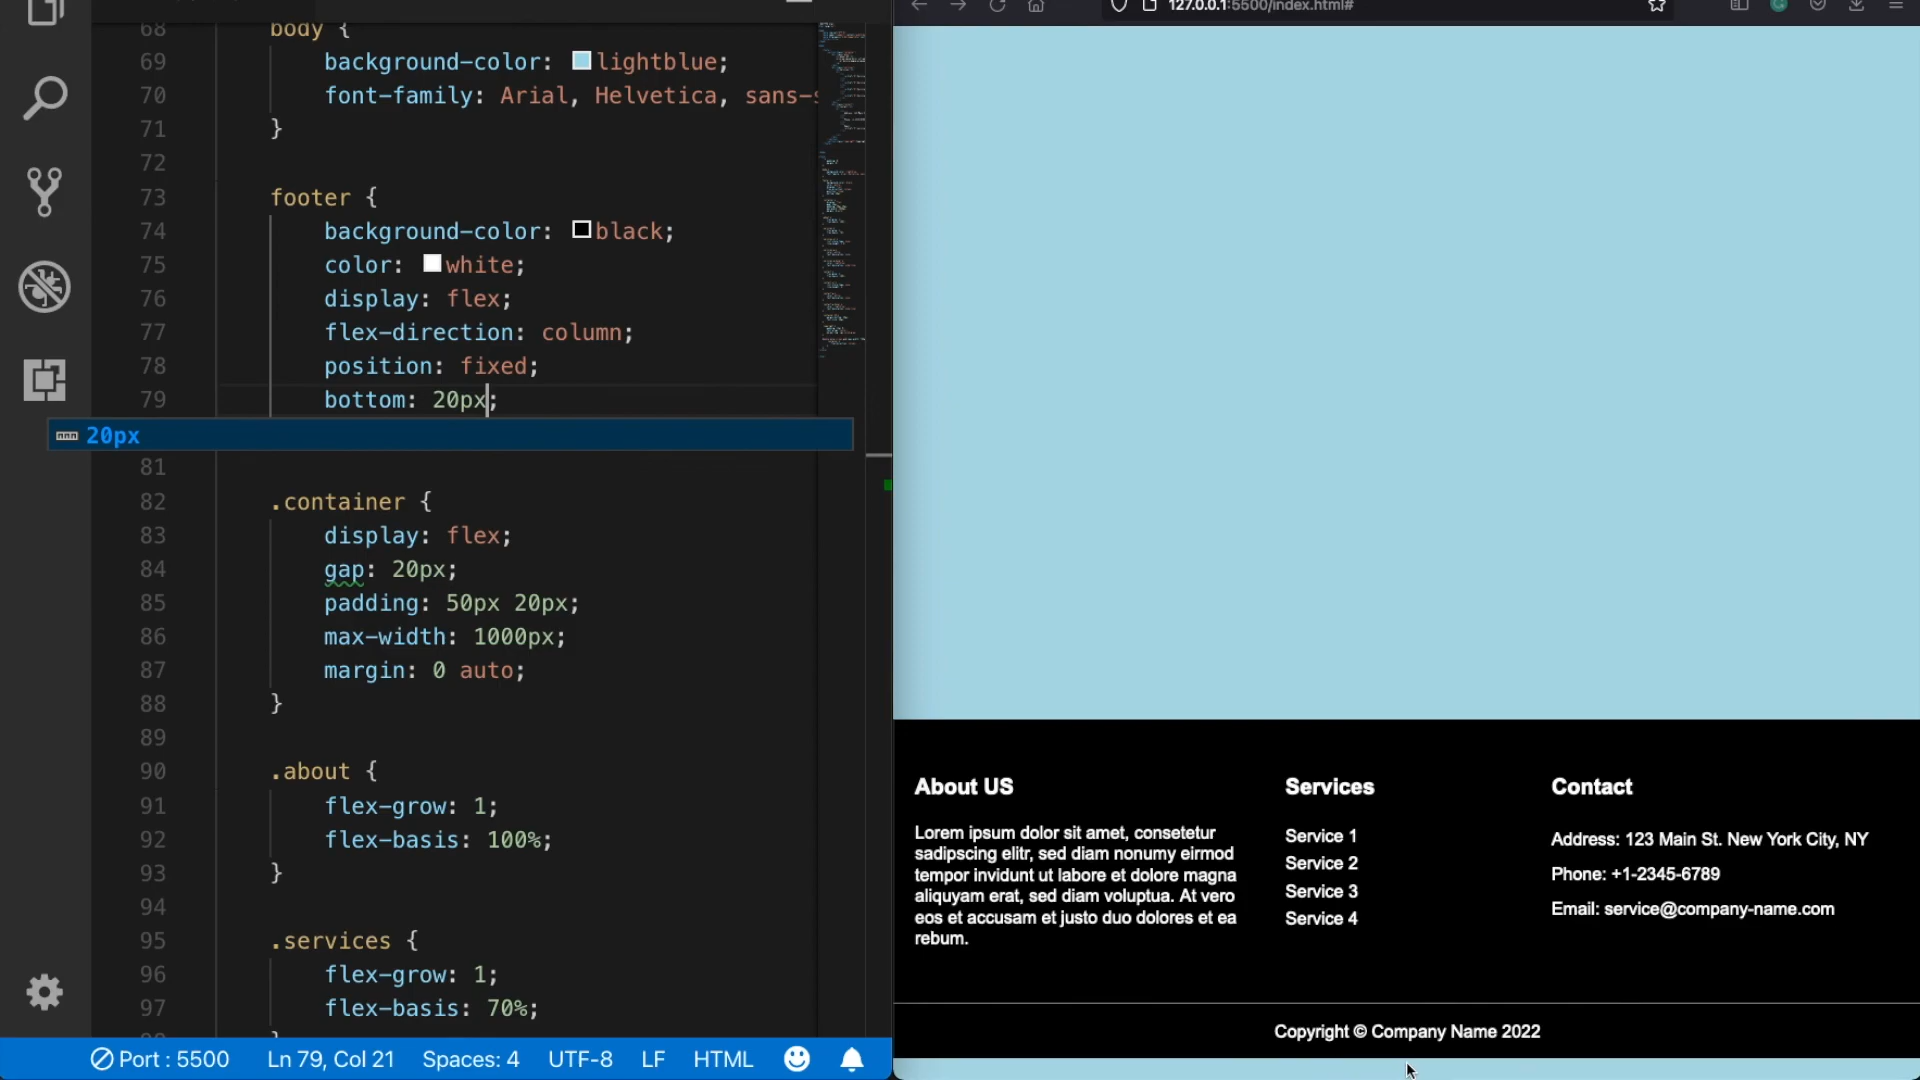 68 body {
69 background-color: lightblue;
70 font-family: Arial, Helvetica, sans-s
71 }
72
73 footer {
74 background-color: black;
75 color: white;
76 display: flex;
77 flex-direction: column;
78 position: fixed;
79 bottom: 20px;
20px
81
82 .container {
83 display: flex;
84 gap: 20px;
85 padding: 50px 20px;
86 max-width: 1000px;
87 margin: 0 auto;
88 }
89
90 .about {
91 flex-grow: 1;
92 flex-basis: 100%;
93 }
94
95 .services {
96 flex-grow: 1;
97 flex-basis: 70%;
Port : 5500 Ln 79, Col 21 Spaces: 4 UTF-8 LF HTML
127.0.0.1:5500/index.html#
About US
Lorem ipsum dolor sit amet, consetetur
sadipscing elitr, sed diam nonumy eirmod
tempor invidunt ut labore et dolore magna
aliquyam erat, sed diam voluptua. At vero
eos et accusam et justo duo dolores et ea
rebum.
Services
Service 1
Service 2
Service 3
Service 4
Contact
Address: 123 Main St. New York City, NY
Phone: +1-2345-6789
Email: service@company-name.com
Copyright © Company Name 2022